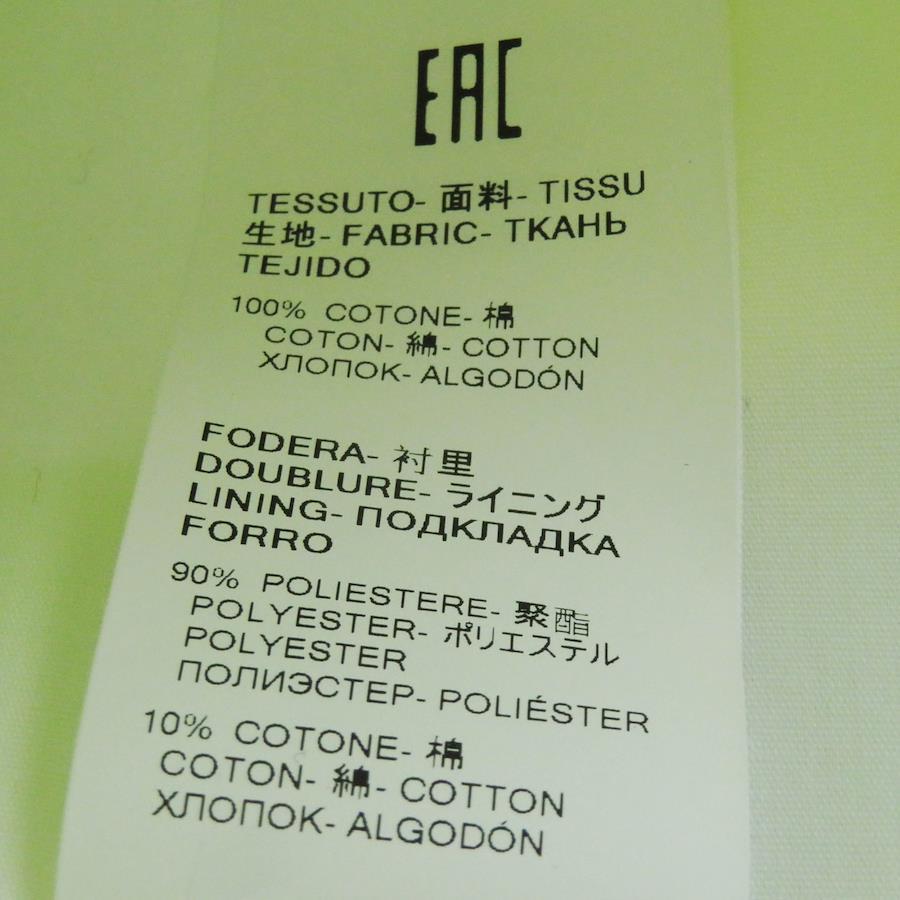 EAC
TESSUTO- 面料- TISSU
生地- FABRIC- ТКАНЬ
TEJIDO
100% COTONE- 棉
COTON- 綿- COTTON
ХЛОПОК- ALGODÓN
FODERA- 衬里
DOUBLURE- ライニング
LINING- ПОДКЛАДКА
FORRO
90% POLIESTERE- 聚酯
POLYESTER- ポリエステル
POLYESTER
ПОЛИЭСТЕР- POLIÉSTER
10% COTONE- 棉
COTON- 綿- COTTON
ХЛОПОК- ALGODÓN